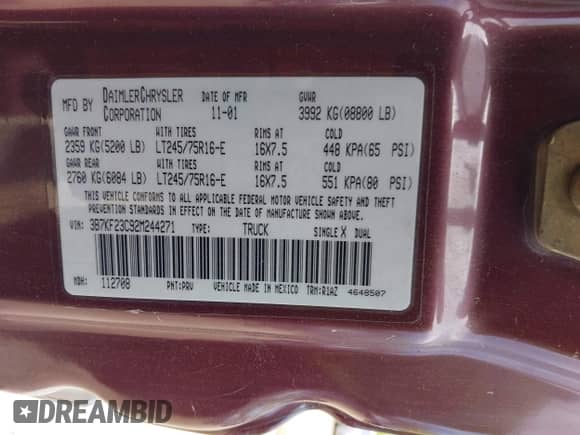 MFD BY DAIMLERCHRYSLER CORPORATION DATE OF MFR 11-01 GVWR 3992 KG(08800 LB)
GAWR FRONT WITH TIRES RIMS AT COLD
2359 KG(5200 LB) LT245/75R16-E 16X7.5 448 KPA(65 PSI)
GAWR REAR WITH TIRES RIMS AT COLD
2760 KG(6084 LB) LT245/75R16-E 16X7.5 551 KPA(80 PSI)
THIS VEHICLE CONFORMS TO ALL APPLICABLE FEDERAL MOTOR VEHICLE SAFETY AND THEFT
PREVENTION STANDARDS IN EFFECT ON THE DATE OF MANUFACTURE SHOWN ABOVE
VIN: 3B7KF23C92M244271 TYPE: TRUCK SINGLE X DUAL
MDH: 112708 PNT:PRV VEHICLE MADE IN MEXICO TRM:R1AZ 4648507
DREAMBID